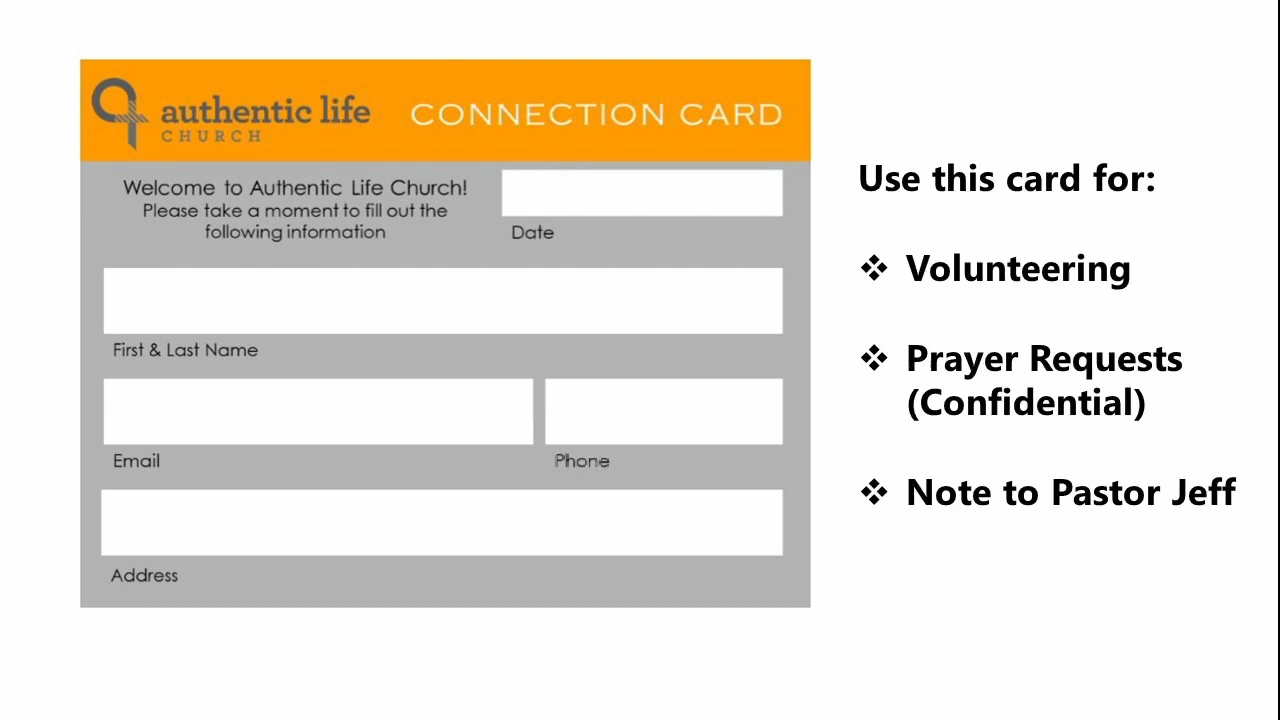 authentic life
CHURCH
CONNECTION CARD
Welcome to Authentic Life Church!
Please take a moment to fill out the
following information
Date
First & Last Name
Email
Phone
Address
Use this card for:
❖ Volunteering
❖ Prayer Requests
(Confidential)
❖ Note to Pastor Jeff